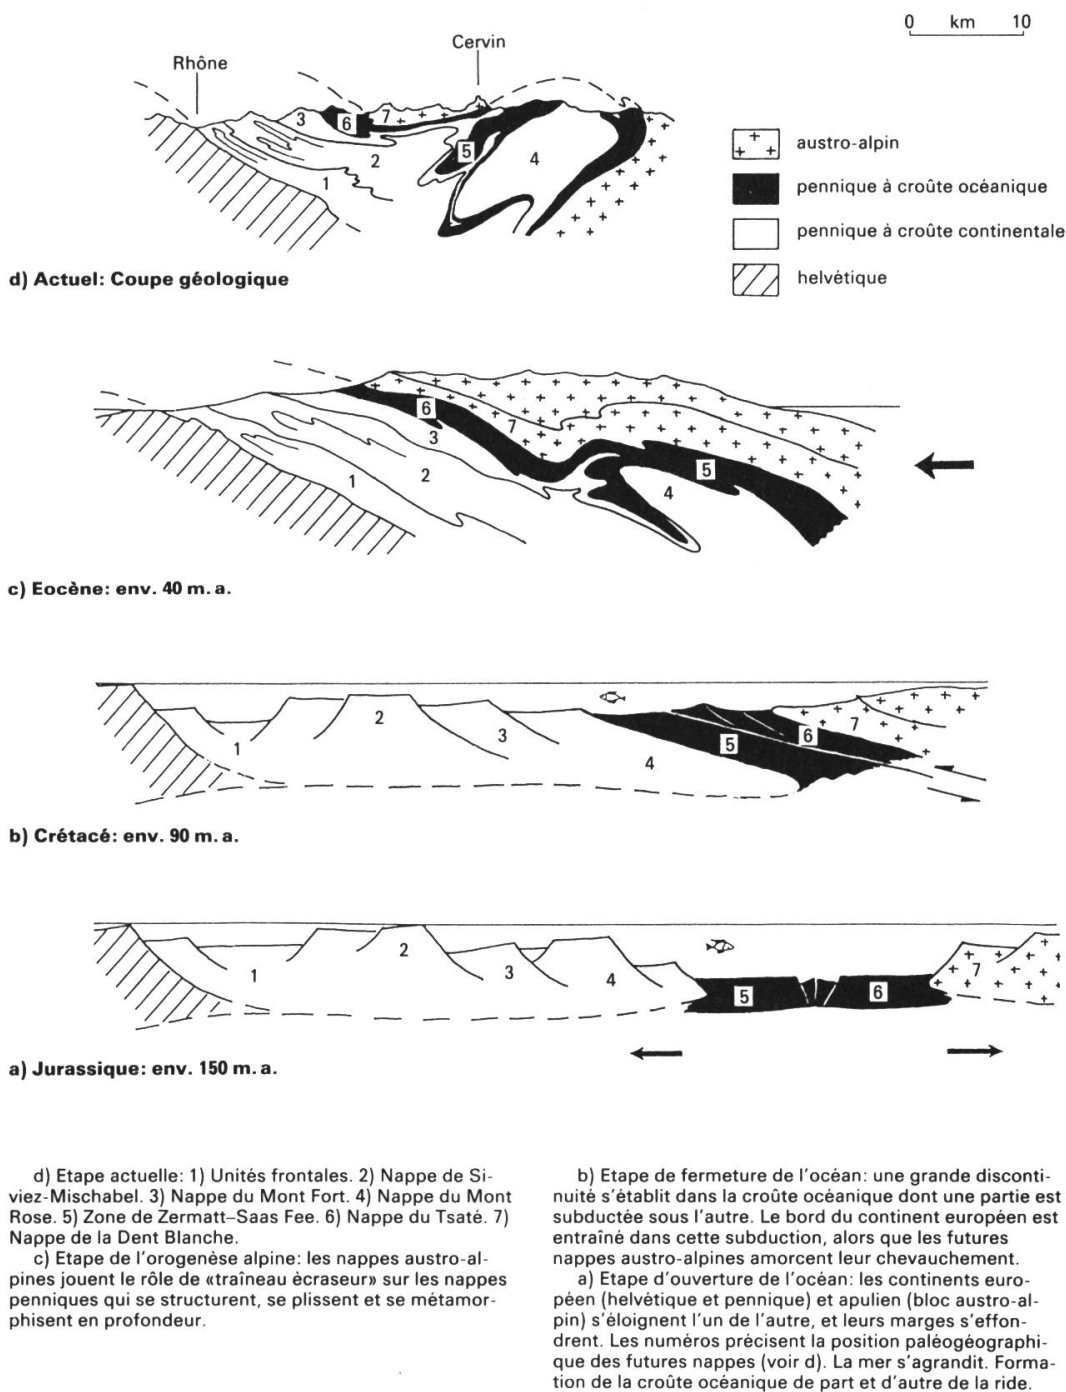 0 km 10
Cervin
Rhône
3
6
7
2
5
4
1
austro-alpin
pennique à croûte océanique
pennique à croûte continentale
helvétique
d) Actuel: Coupe géologique
6
7
3
5
1
2
4
c) Eocène: env. 40 m. a.
2
7
1
3
5
6
4
b) Crétacé: env. 90 m. a.
2
7
1
3
4
5
6
a) Jurassique: env. 150 m. a.
d) Etape actuelle: 1) Unités frontales. 2) Nappe de Si-
viez-Mischabel. 3) Nappe du Mont Fort. 4) Nappe du Mont
Rose. 5) Zone de Zermatt–Saas Fee. 6) Nappe du Tsaté. 7)
Nappe de la Dent Blanche.
c) Etape de l'orogenèse alpine: les nappes austro-al-
pines jouent le rôle de «traîneau ècraseur» sur les nappes
penniques qui se structurent, se plissent et se métamor-
phisent en profondeur.
b) Etape de fermeture de l'océan: une grande disconti-
nuité s'établit dans la croûte océanique dont une partie est
subductée sous l'autre. Le bord du continent européen est
entraîné dans cette subduction, alors que les futures
nappes austro-alpines amorcent leur chevauchement.
a) Etape d'ouverture de l'océan: les continents euro-
péen (helvétique et pennique) et apulien (bloc austro-al-
pin) s'éloignent l'un de l'autre, et leurs marges s'effon-
drent. Les numéros précisent la position paléogéographi-
que des futures nappes (voir d). La mer s'agrandit. Forma-
tion de la croûte océanique de part et d'autre de la ride.